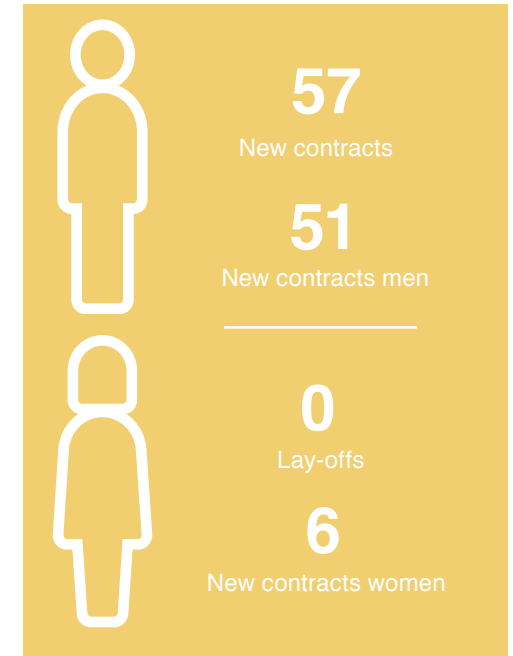 57
New contracts
51
New contracts men
0
Lay-offs
6
New contracts women